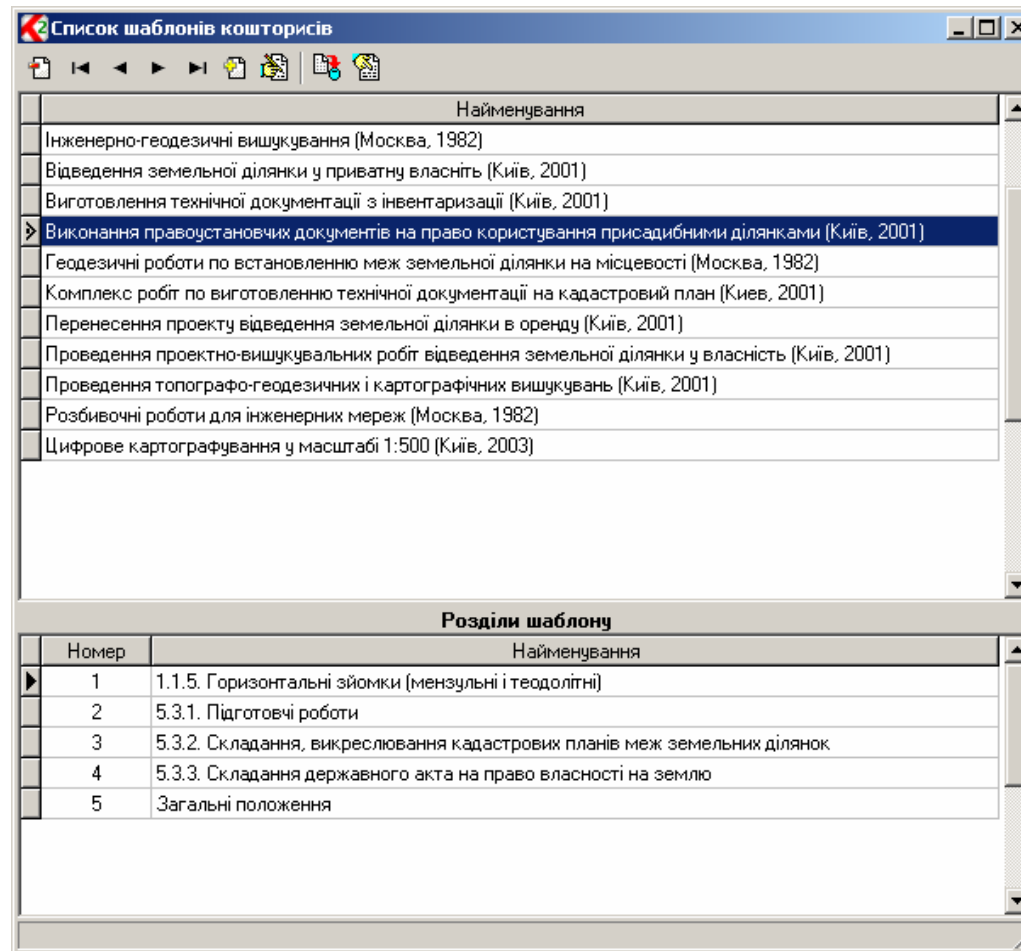 Список шаблонів кошторисів
Найменування
Інженерно-геодезичні вишукування (Москва, 1982)
Відведення земельної ділянки у приватну власніть (Київ, 2001)
Виготовлення технічної документації з інвентаризації (Київ, 2001)
Виконання правоустановчих документів на право користування присадибними ділянками (Київ, 2001)
Геодезичні роботи по встановленню меж земельної ділянки на місцевості (Москва, 1982)
Комплекс робіт по виготовленню технічної документації на кадастровий план (Киев, 2001)
Перенесення проекту відведення земельної ділянки в оренду (Київ, 2001)
Проведення проектно-вишукувальних робіт відведення земельної ділянки у власність (Київ, 2001)
Проведення топографо-геодезичних і картографічних вишукувань (Київ, 2001)
Розбивочні роботи для інженерних мереж (Москва, 1982)
Цифрове картографування у масштабі 1:500 (Київ, 2003)
Розділи шаблону
Номер Найменування
1 1.1.5. Горизонтальні зйомки (мензульні і теодолітні)
2 5.3.1. Підготовчі роботи
3 5.3.2. Складання, викреслювання кадастрових планів меж земельних ділянок
4 5.3.3. Складання державного акта на право власності на землю
5 Загальні положення